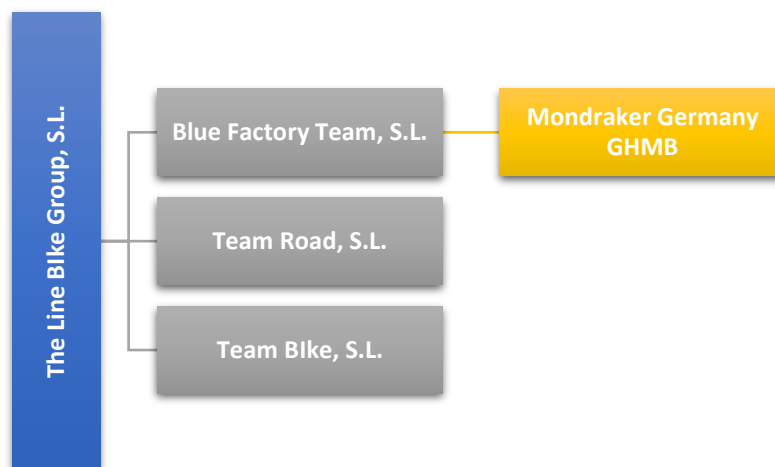 The Line BIke Group, S.L.
Blue Factory Team, S.L.
Mondraker Germany
GHMB
Team Road, S.L.
Team BIke, S.L.